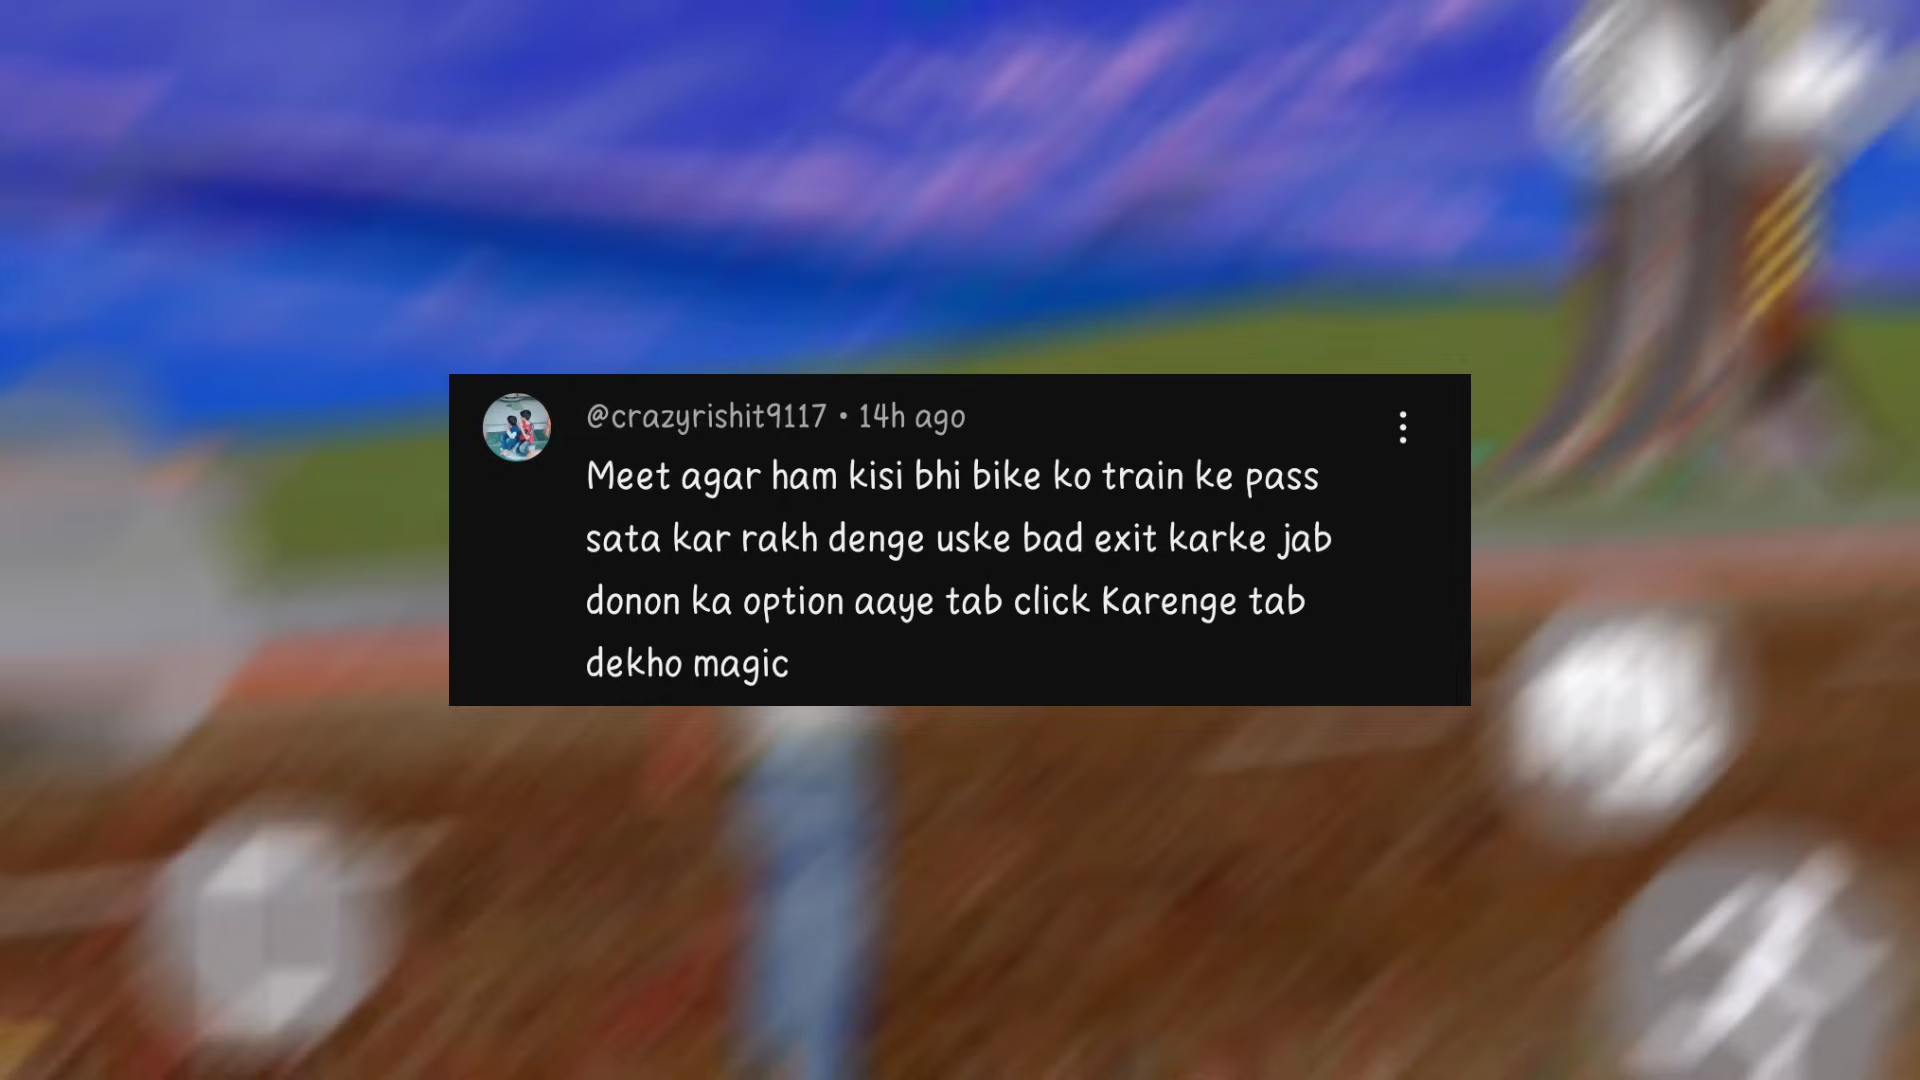 @crazyrishit9117 • 14h ago
Meet agar ham kisi bhi bike ko train ke pass
sata kar rakh denge uske bad exit karke jab
donon ka option aaye tab click Karenge tab
dekho magic